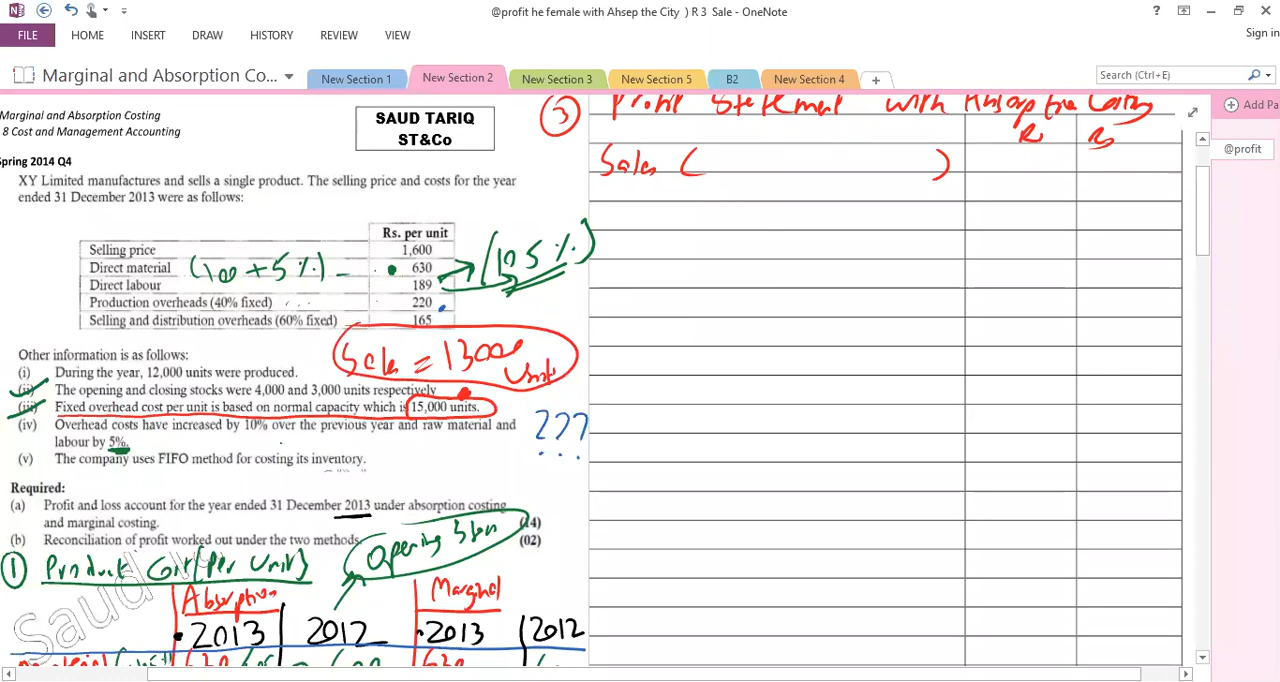 @profit he female with Ahsep the City ) R 3 Sale - OneNote
FILE HOME INSERT DRAW HISTORY REVIEW VIEW
Sign in
Marginal and Absorption Co...
New Section 1 New Section 2 New Section 3 New Section 5 B2 New Section 4
Search (Ctrl+E)
Add Pa
@profit
Marginal and Absorption Costing
8 Cost and Management Accounting
SAUD TARIQ
ST&Co
Spring 2014 Q4
XY Limited manufactures and sells a single product. The selling price and costs for the year
ended 31 December 2013 were as follows:
Rs. per unit
Selling price 1,600
Direct material 630
(100 + 5%)
(105%)
Direct labour 189
Production overheads (40% fixed) 220
Selling and distribution overheads (60% fixed) 165
Sales = 13000 units
Other information is as follows:
(i) During the year, 12,000 units were produced.
(ii) The opening and closing stocks were 4,000 and 3,000 units respectively
(iii) Fixed overhead cost per unit is based on normal capacity which is 15,000 units.
(iv) Overhead costs have increased by 10% over the previous year and raw material and
labour by 5%.
???
(v) The company uses FIFO method for costing its inventory.
Required:
(a) Profit and loss account for the year ended 31 December 2013 under absorption costing
and marginal costing. (14)
(b) Reconciliation of profit worked out under the two methods. (02)
1 Product Cost (Per Unit)
Opening
Absorption Marginal
2013 2012 2013 2012
Saud
3 Profit Statement with Absorption Costing
Rs Rs
Sales ( )